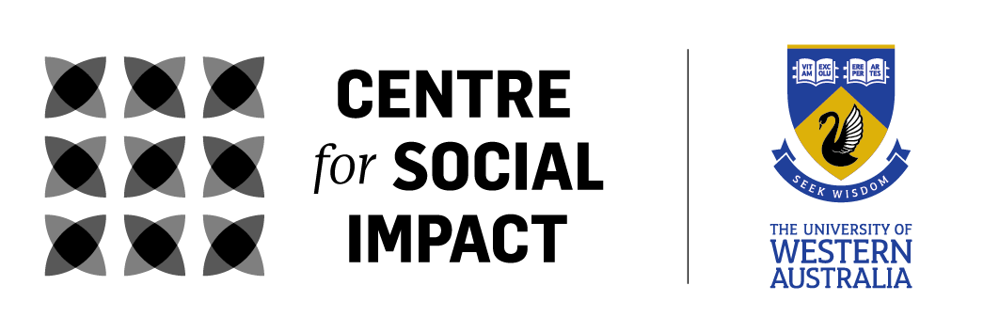 CENTRE
for SOCIAL
IMPACT
VIT EXC
AM OLU
ERE AR
PER TES
SEEK WISDOM
THE UNIVERSITY OF
WESTERN
AUSTRALIA